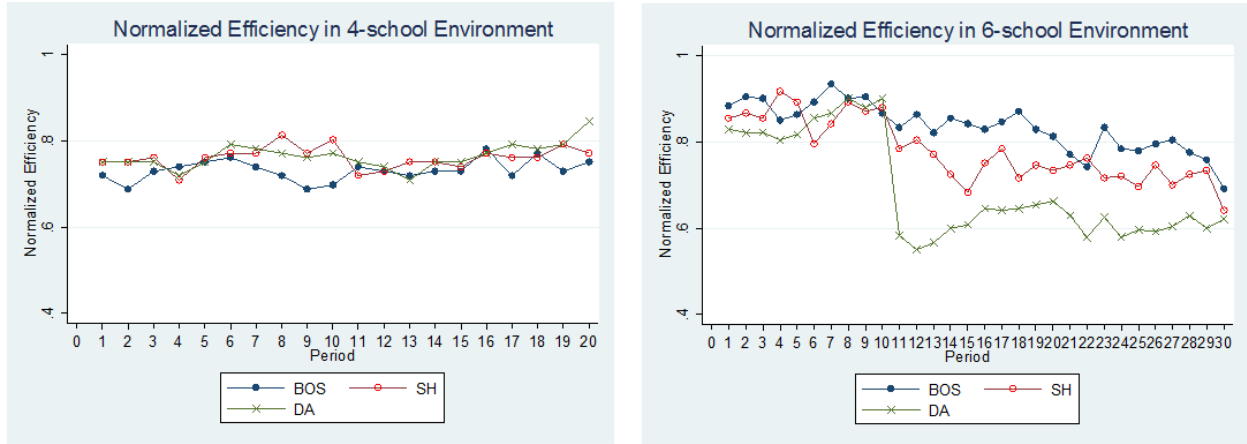 Normalized Efficiency in 4-school Environment
Normalized Efficiency
1
.8
.6
.4
0 1 2 3 4 5 6 7 8 9 10 11 12 13 14 15 16 17 18 19 20
Period
BOS SH
DA
Normalized Efficiency in 6-school Environment
Normalized Efficiency
1
.8
.6
.4
0 1 2 3 4 5 6 7 8 9 10 11 12 13 14 15 16 17 18 19 20 21 22 23 24 25 26 27 28 29 30
Period
BOS SH
DA